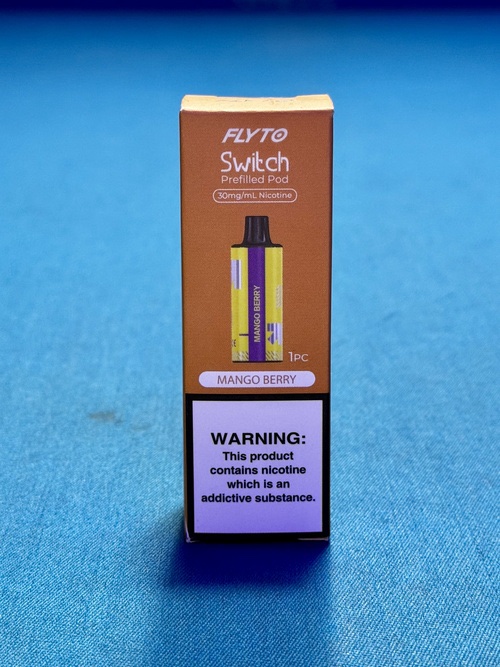 FLYTO
Switch
Prefilled Pod
30mg/mL Nicotine
MANGO BERRY
1PC
MANGO BERRY
WARNING:
This product
contains nicotine
which is an
addictive substance.